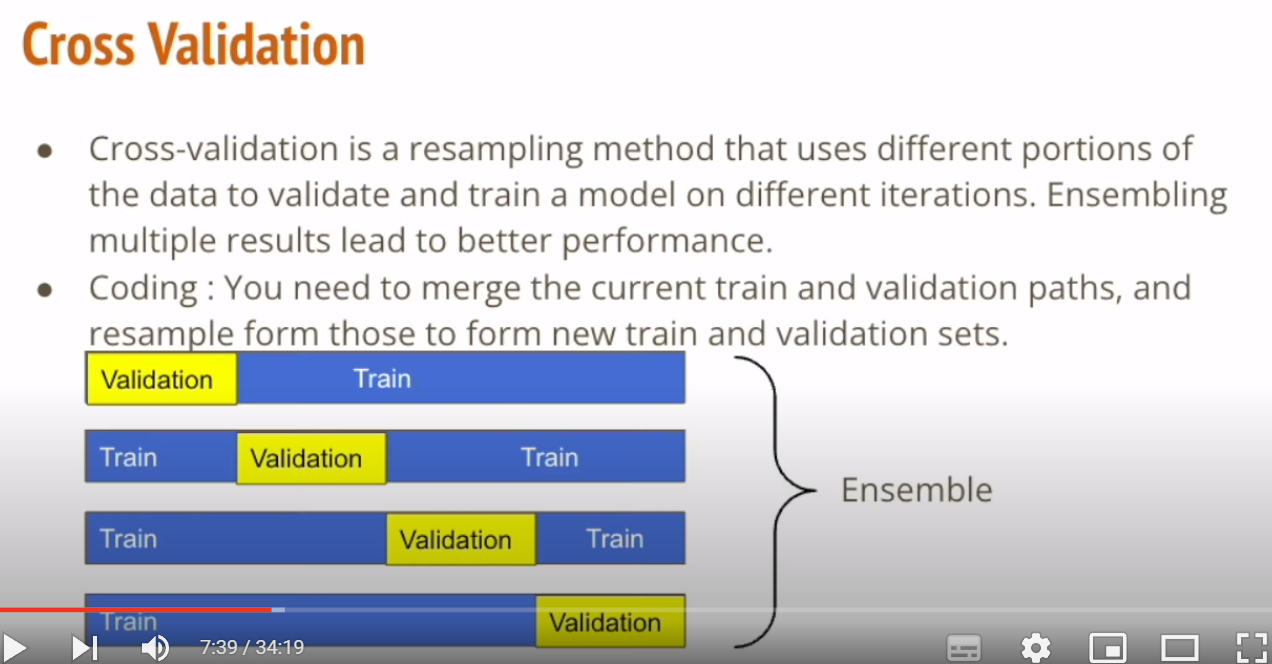 Cross Validation
● Cross-validation is a resampling method that uses different portions of
the data to validate and train a model on different iterations. Ensembling
multiple results lead to better performance.
● Coding : You need to merge the current train and validation paths, and
resample form those to form new train and validation sets.
Validation Train
Train Validation Train
Ensemble
Train Validation Train
Train Validation
7:39 / 34:19